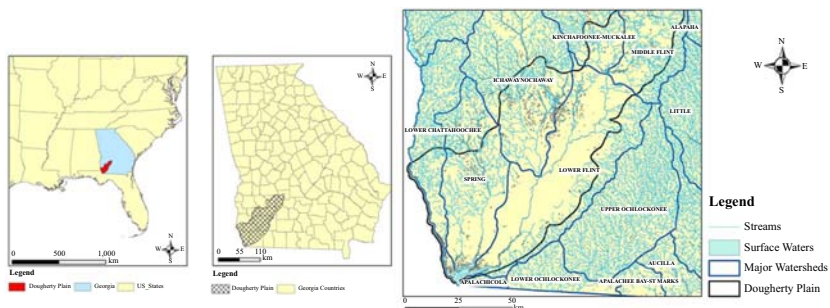 N
W E
S
0 500 1,000
km
Legend
Dougherty Plain Georgia US_States
N
W E
S
0 55 110
km
Legend
Dougherty Plain Georgia Countries
ALAPAHA
KINCHAFOONEE-MUCKALEE
MIDDLE FLINT
ICHAWAYNOCHAWAY
LITTLE
LOWER CHATTAHOOCHEE
LOWER FLINT
SPRING
UPPER OCHLOCKONEE
AUCILLA
LOWER OCHLOCKONEE
APALACHEE BAY-ST MARKS
APALACHICOLA
0 25 50
km
N
W E
S
Legend
Streams
Surface Waters
Major Watersheds
Dougherty Plain